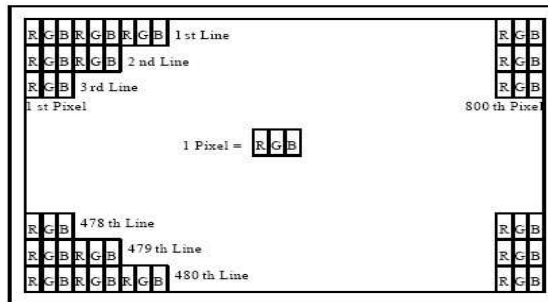 R G B R G B R G B 1 st Line R G B
R G B R G B 2 nd Line R G B
R G B 3 rd Line R G B
1 st Pixel 800 th Pixel
1 Pixel = R G B
R G B 478 th Line R G B
R G B R G B 479 th Line R G B
R G B R G B R G B 480 th Line R G B